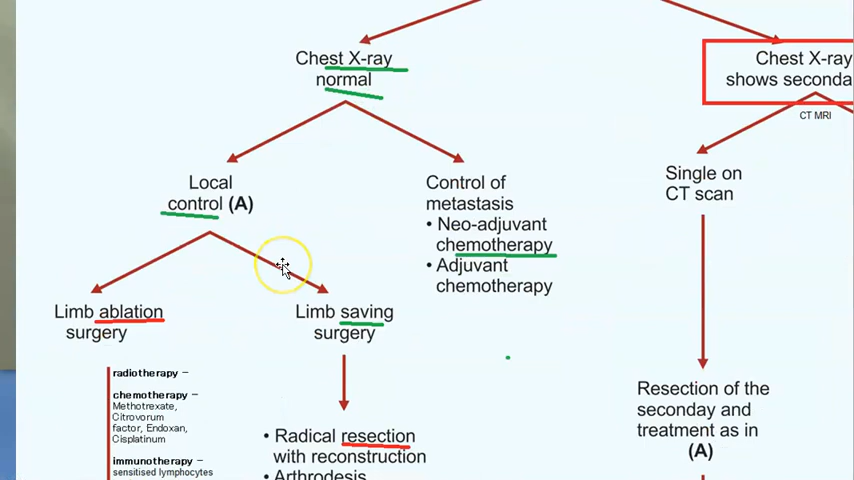 Chest X-ray
normal
Chest X-ray
shows seconda
CT MRI
Local
control (A)
Control of
metastasis
• Neo-adjuvant
chemotherapy
• Adjuvant
chemotherapy
Single on
CT scan
Limb ablation
surgery
Limb saving
surgery
radiotherapy –
chemotherapy –
Methotrexate,
Citrovorum
factor, Endoxan,
Cisplatinum
immunotherapy –
sensitised lymphocytes
• Radical resection
with reconstruction
• Arthrodesis
Resection of the
seconday and
treatment as in
(A)